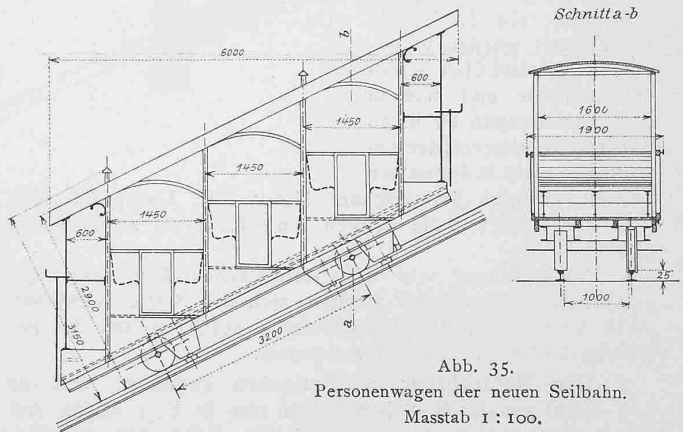 Schnitt a-b
6000
b
600
1450
1450
1450
600
1600
1900
2900
3150
3200
a
25
1000
Abb. 35.
Personenwagen der neuen Seilbahn.
Masstab 1 : 100.